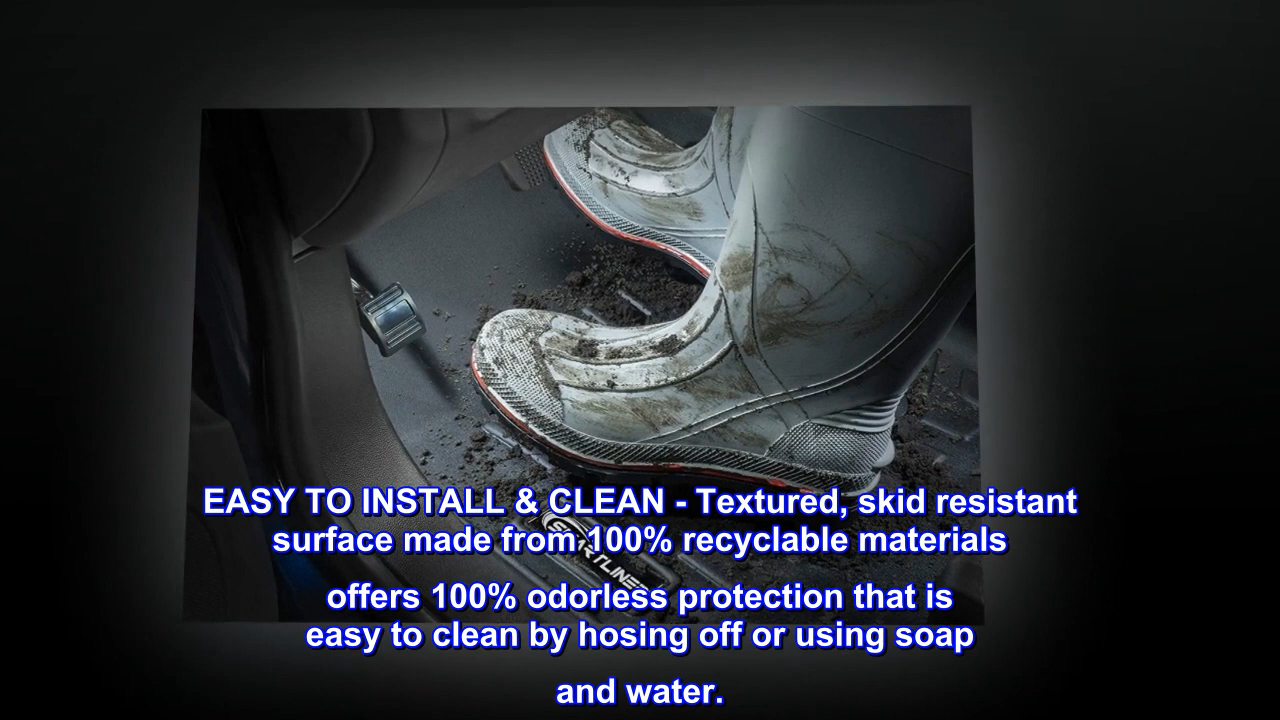 EASY TO INSTALL & CLEAN - Textured, skid resistant
surface made from 100% recyclable materials
SMARTLINER
offers 100% odorless protection that is
easy to clean by hosing off or using soap
and water.